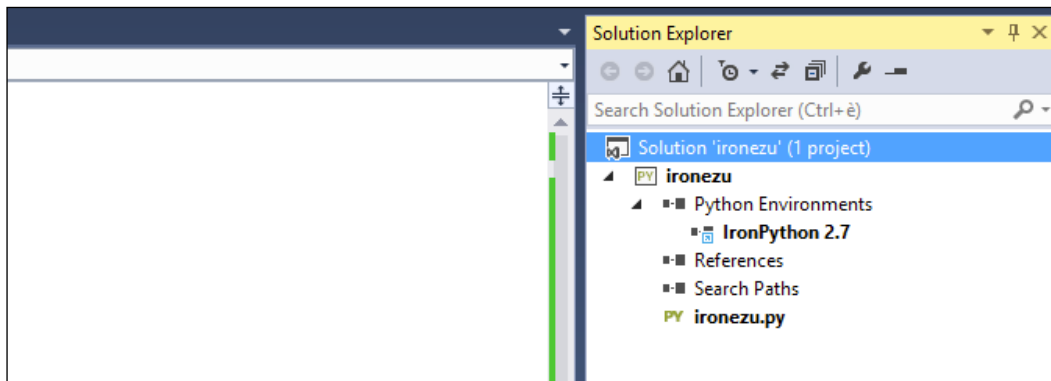 Solution Explorer
Search Solution Explorer (Ctrl+è)
Solution 'ironezu' (1 project)
PY ironezu
Python Environments
IronPython 2.7
References
Search Paths
PY ironezu.py